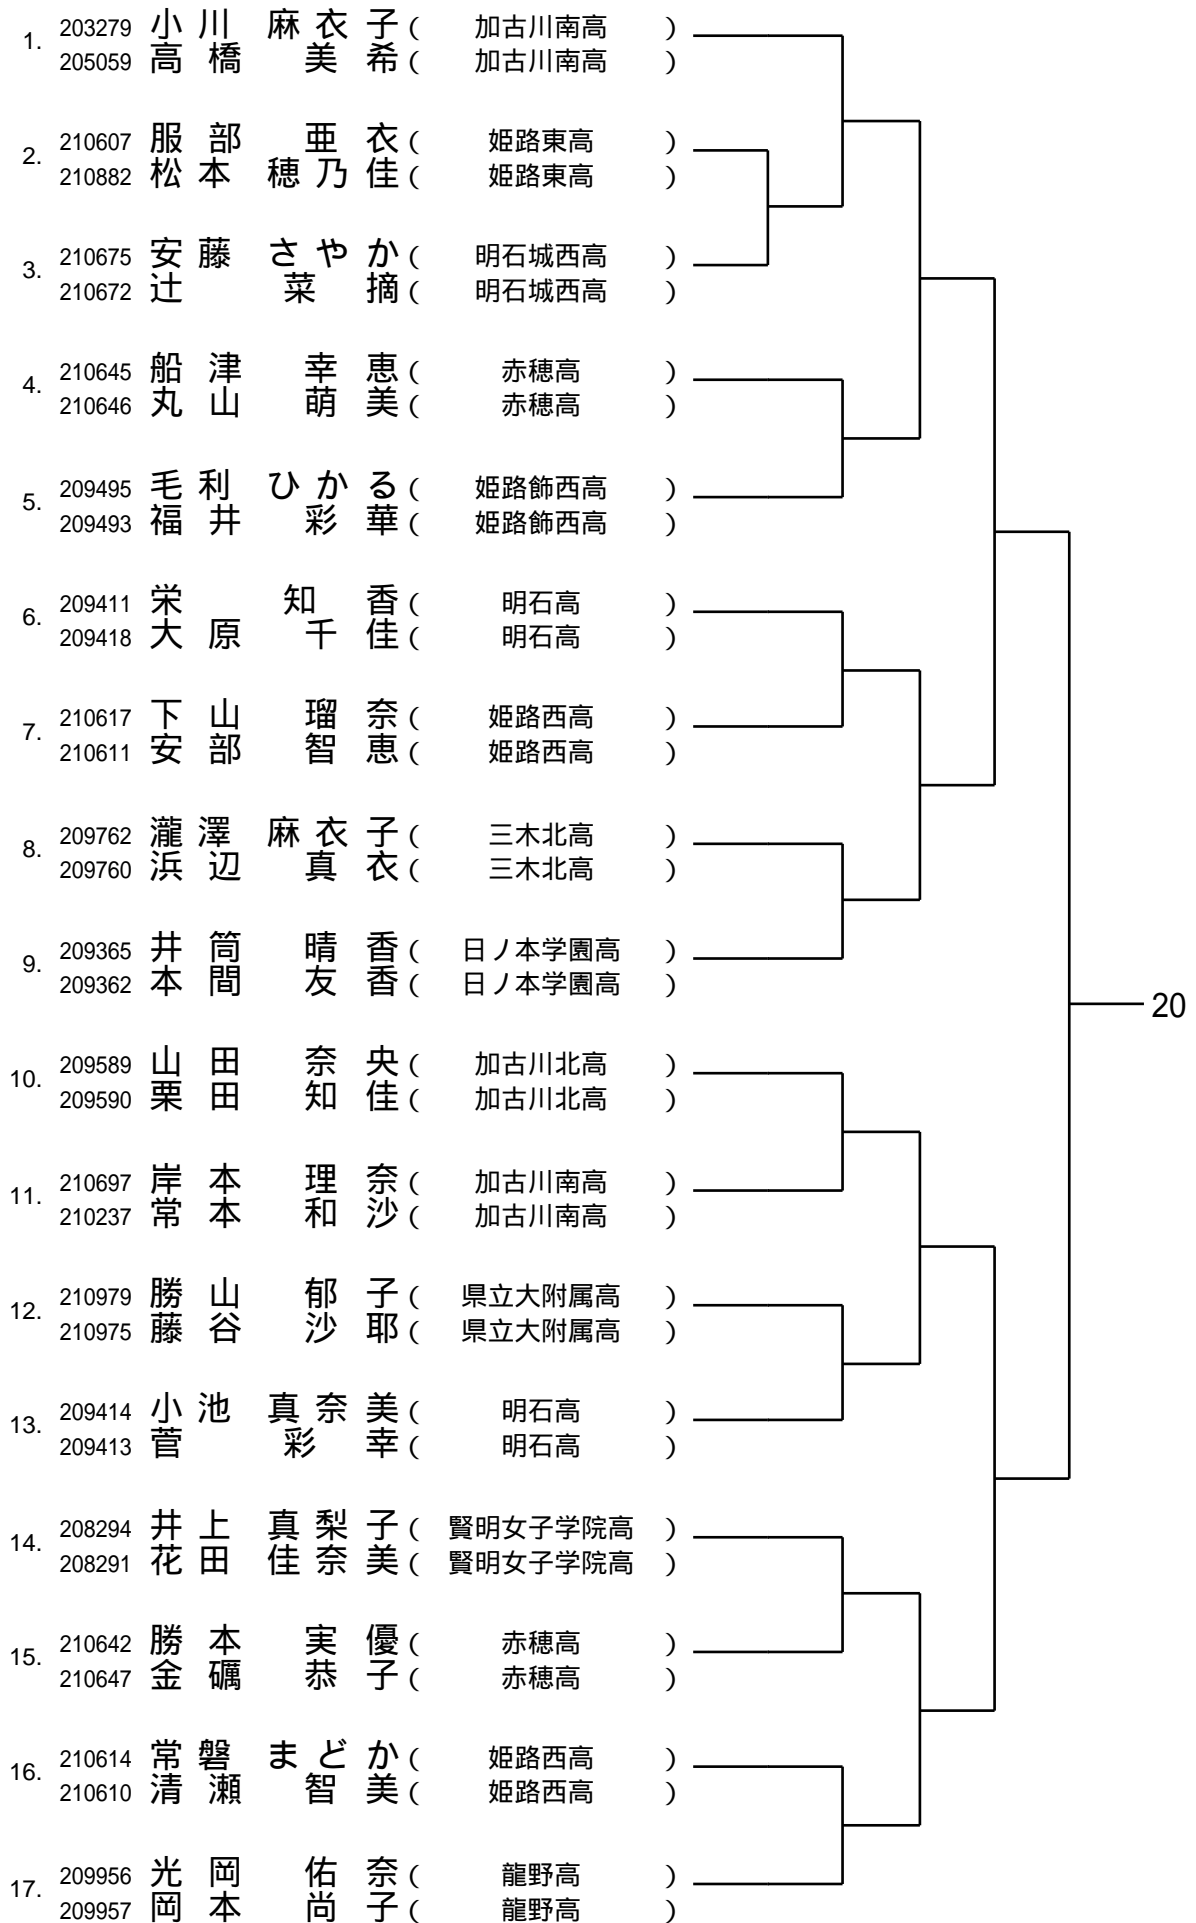 1. 203279 小川 麻衣子 ( 加古川南高 )
205059 高橋 美希 ( 加古川南高 )
2. 210607 服部 亜衣 ( 姫路東高 )
210882 松本 穂乃佳 ( 姫路東高 )
3. 210675 安藤 さやか ( 明石城西高 )
210672 辻 菜摘 ( 明石城西高 )
4. 210645 船津 幸恵 ( 赤穂高 )
210646 丸山 萌美 ( 赤穂高 )
5. 209495 毛利 ひかる ( 姫路飾西高 )
209493 福井 彩華 ( 姫路飾西高 )
6. 209411 栄 知香 ( 明石高 )
209418 大原 千佳 ( 明石高 )
7. 210617 下山 瑠奈 ( 姫路西高 )
210611 安部 智恵 ( 姫路西高 )
8. 209762 瀧澤 麻衣子 ( 三木北高 )
209760 浜辺 真衣 ( 三木北高 )
9. 209365 井筒 晴香 ( 日ノ本学園高 )
209362 本間 友香 ( 日ノ本学園高 )
20
10. 209589 山田 奈央 ( 加古川北高 )
209590 栗田 知佳 ( 加古川北高 )
11. 210697 岸本 理奈 ( 加古川南高 )
210237 常本 和沙 ( 加古川南高 )
12. 210979 勝山 郁子 ( 県立大附属高 )
210975 藤谷 沙耶 ( 県立大附属高 )
13. 209414 小池 真奈美 ( 明石高 )
209413 菅 彩幸 ( 明石高 )
14. 208294 井上 真梨子 ( 賢明女子学院高 )
208291 花田 佳奈美 ( 賢明女子学院高 )
15. 210642 勝本 実優 ( 赤穂高 )
210647 金礪 恭子 ( 赤穂高 )
16. 210614 常磐 まどか ( 姫路西高 )
210610 清瀬 智美 ( 姫路西高 )
17. 209956 光岡 佑奈 ( 龍野高 )
209957 岡本 尚子 ( 龍野高 )